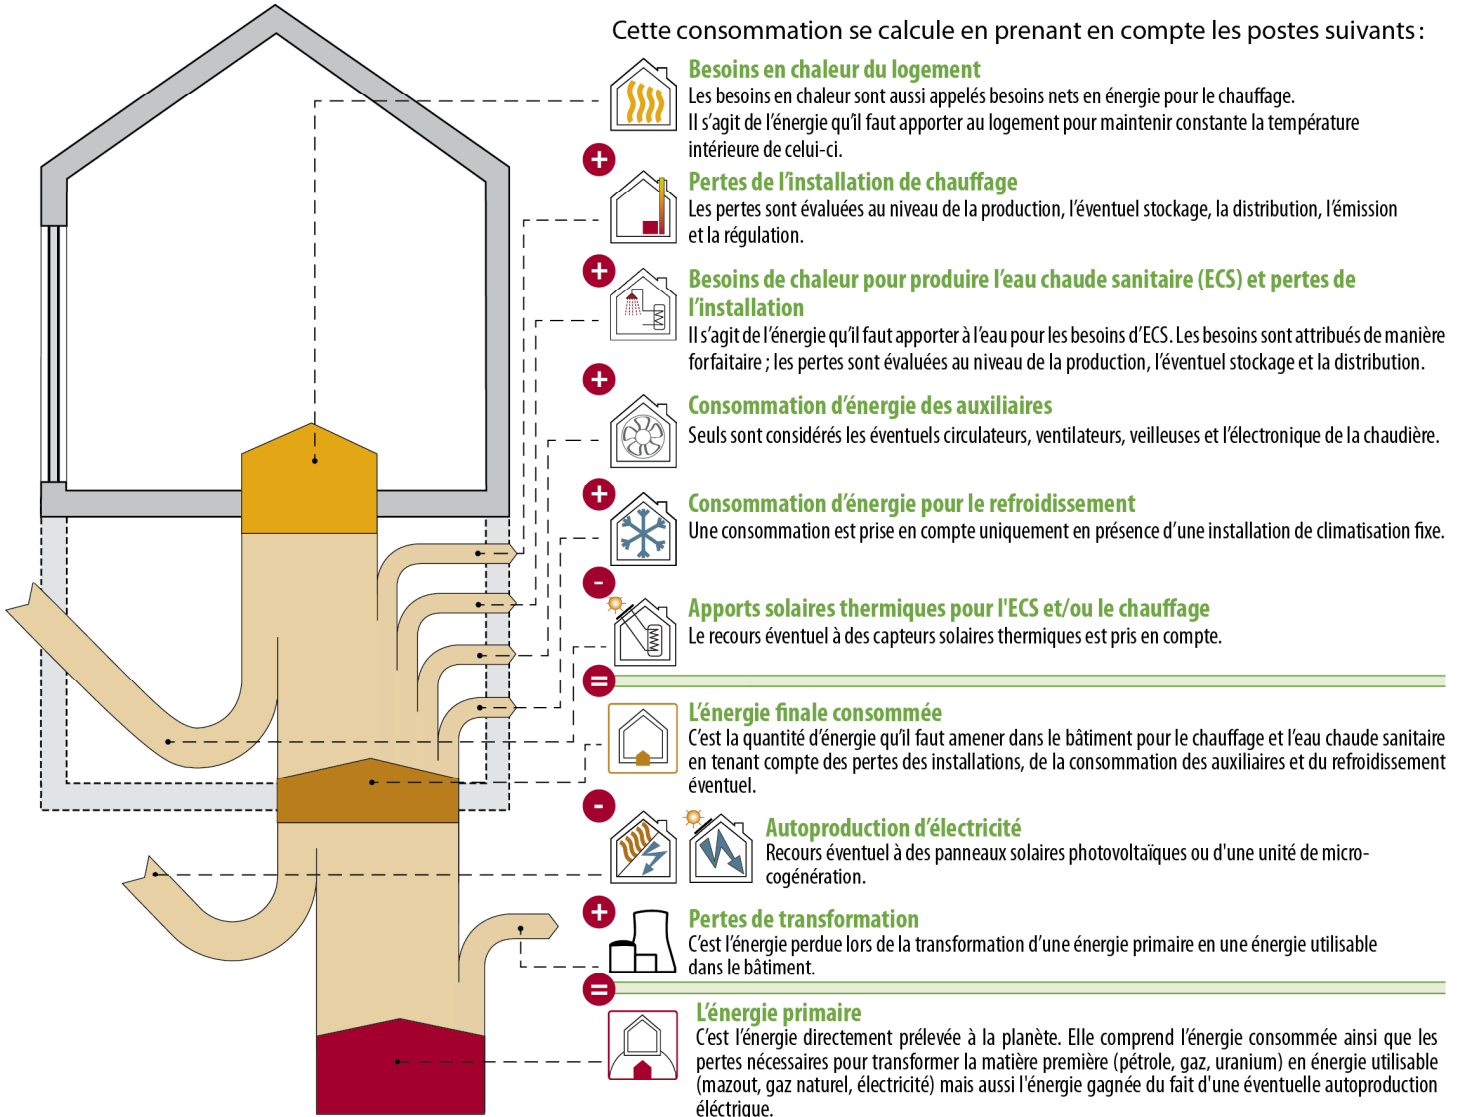 Cette consommation se calcule en prenant en compte les postes suivants :
Besoins en chaleur du logement
Les besoins en chaleur sont aussi appelés besoins nets en énergie pour le chauffage.
Il s’agit de l’énergie qu’il faut apporter au logement pour maintenir constante la température
intérieure de celui-ci.
+
Pertes de l’installation de chauffage
Les pertes sont évaluées au niveau de la production, l’éventuel stockage, la distribution, l’émission
et la régulation.
+
Besoins de chaleur pour produire l’eau chaude sanitaire (ECS) et pertes de
l’installation
Il s’agit de l’énergie qu’il faut apporter à l’eau pour les besoins d’ECS. Les besoins sont attribués de manière
forfaitaire ; les pertes sont évaluées au niveau de la production, l’éventuel stockage et la distribution.
+
Consommation d’énergie des auxiliaires
Seuls sont considérés les éventuels circulateurs, ventilateurs, veilleuses et l’électronique de la chaudière.
+
Consommation d’énergie pour le refroidissement
Une consommation est prise en compte uniquement en présence d’une installation de climatisation fixe.
-
Apports solaires thermiques pour l'ECS et/ou le chauffage
Le recours éventuel à des capteurs solaires thermiques est pris en compte.
=
L’énergie finale consommée
C’est la quantité d’énergie qu’il faut amener dans le bâtiment pour le chauffage et l’eau chaude sanitaire
en tenant compte des pertes des installations, de la consommation des auxiliaires et du refroidissement
éventuel.
-
Autoproduction d’électricité
Recours éventuel à des panneaux solaires photovoltaïques ou d'une unité de micro-
cogénération.
+
Pertes de transformation
C’est l’énergie perdue lors de la transformation d’une énergie primaire en une énergie utilisable
dans le bâtiment.
=
L’énergie primaire
C’est l’énergie directement prélevée à la planète. Elle comprend l’énergie consommée ainsi que les
pertes nécessaires pour transformer la matière première (pétrole, gaz, uranium) en énergie utilisable
(mazout, gaz naturel, électricité) mais aussi l'énergie gagnée du fait d'une éventuelle autoproduction
éléctrique.